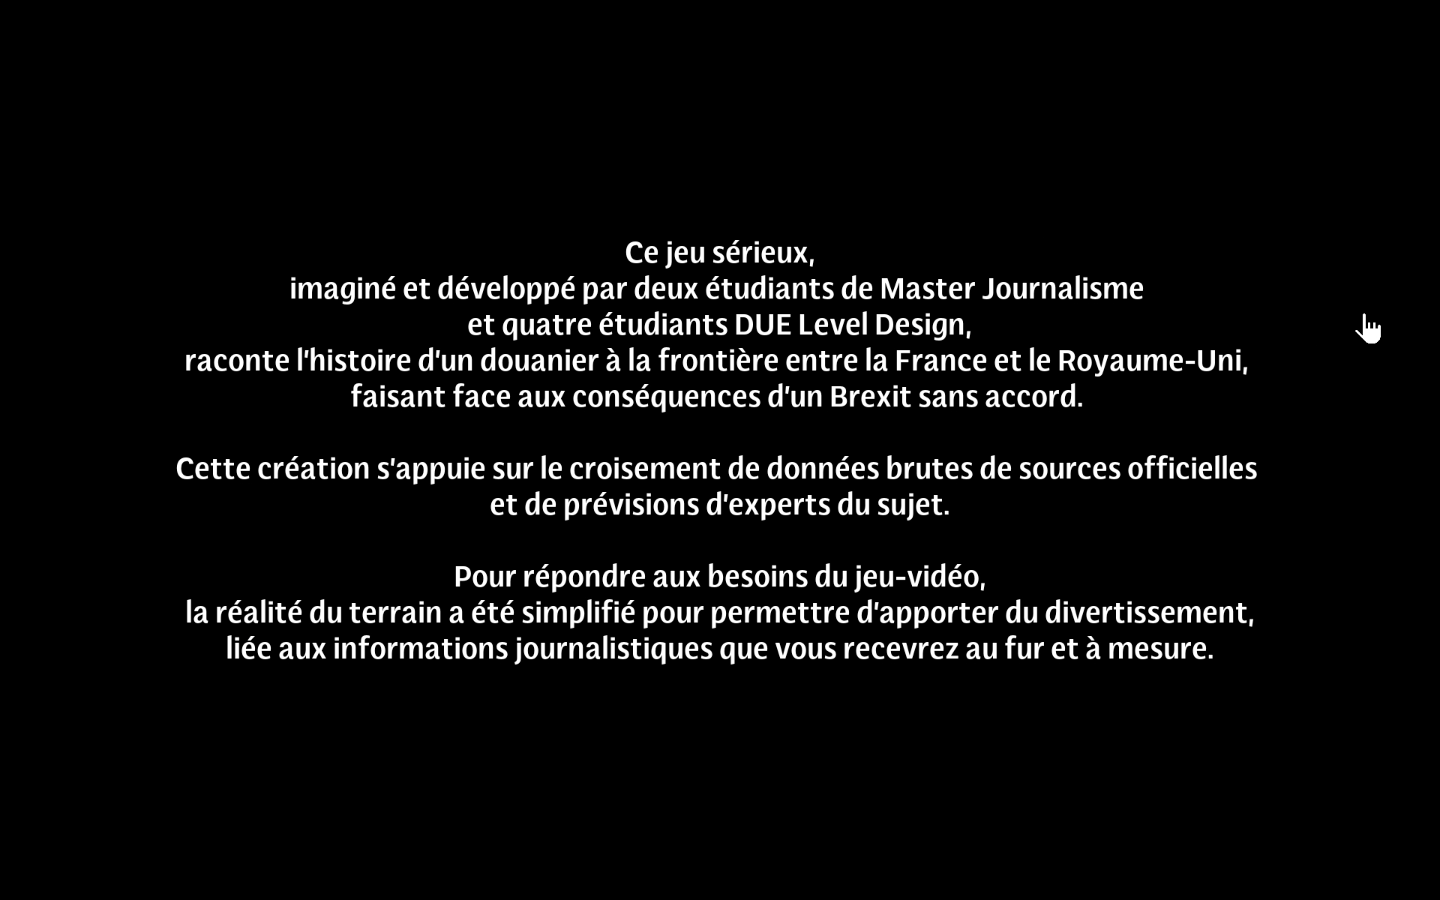 Ce jeu sérieux,
imaginé et développé par deux étudiants de Master Journalisme
et quatre étudiants DUE Level Design,
raconte l'histoire d'un douanier à la frontière entre la France et le Royaume-Uni,
faisant face aux conséquences d'un Brexit sans accord.
Cette création s'appuie sur le croisement de données brutes de sources officielles
et de prévisions d'experts du sujet.
Pour répondre aux besoins du jeu-vidéo,
la réalité du terrain a été simplifié pour permettre d'apporter du divertissement,
liée aux informations journalistiques que vous recevrez au fur et à mesure.